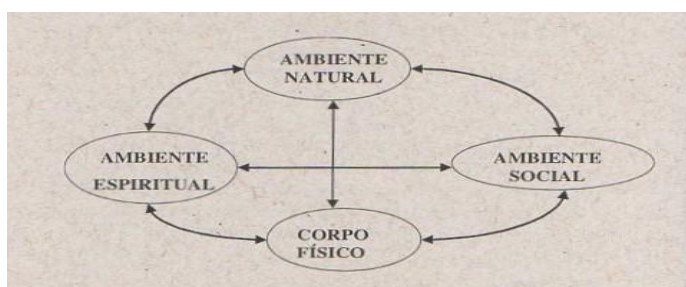 AMBIENTE
NATURAL
AMBIENTE
ESPIRITUAL
AMBIENTE
SOCIAL
CORPO
FÍSICO